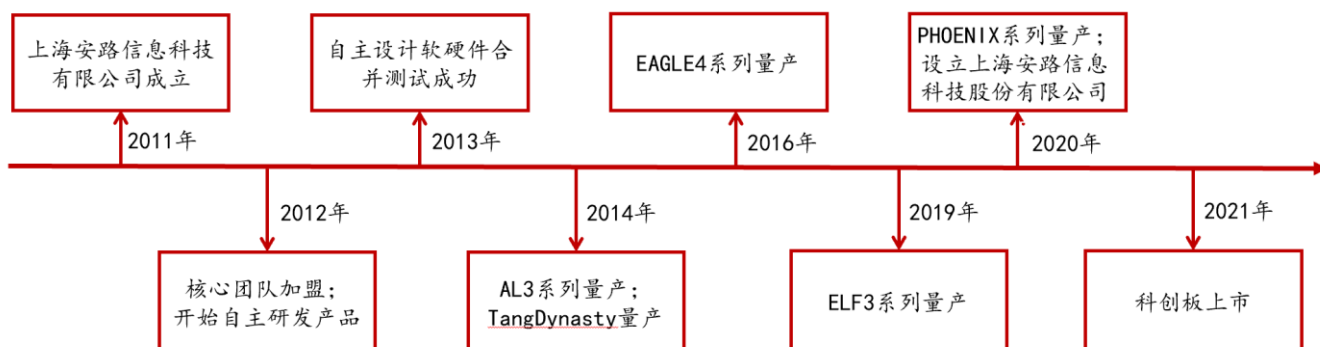 上海安路信息科技
有限公司成立
2011年
2012年
核心团队加盟；
开始自主研发产品
自主设计软硬件合
并测试成功
2013年
2014年
AL3系列量产；
TangDynasty量产
EAGLE4系列量产
2016年
2019年
ELF3系列量产
PHOENIX系列量产；
设立上海安路信息
科技股份有限公司
2020年
2021年
科创板上市